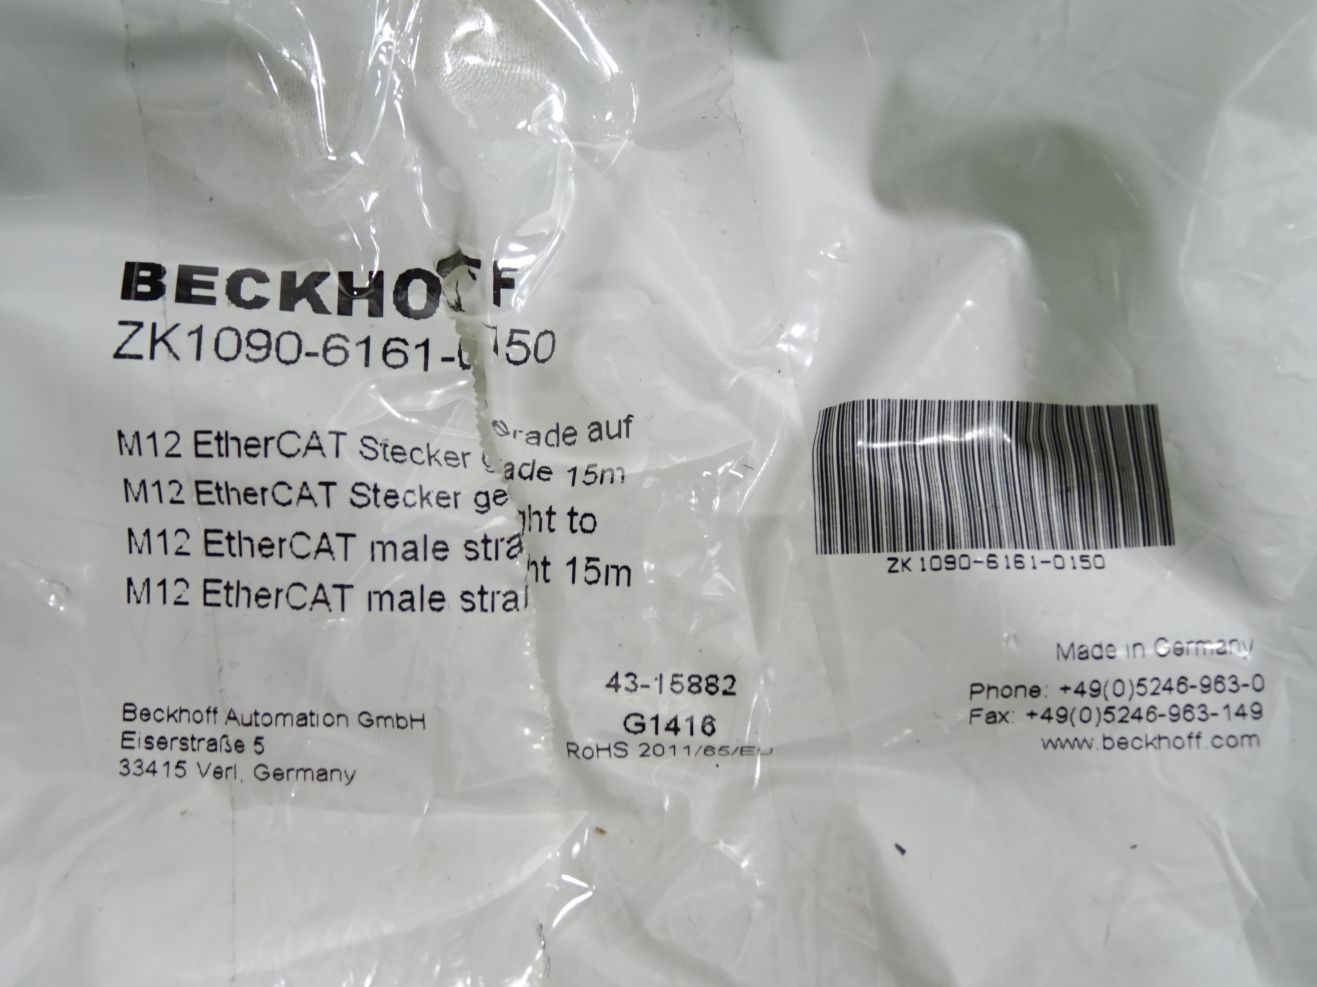 BECKHOFF
ZK1090-6161-0150
M12 EtherCAT Stecker gerade auf
M12 EtherCAT Stecker gerade 15m
M12 EtherCAT male straight to
M12 EtherCAT male straight 15m
ZK1090-6161-0150
Made in Germany
Phone: +49(0)5246-963-0
Fax: +49(0)5246-963-149
www.beckhoff.com
43-15882
G1416
RoHS 2011/65/EU
Beckhoff Automation GmbH
Eiserstraße 5
33415 Verl, Germany